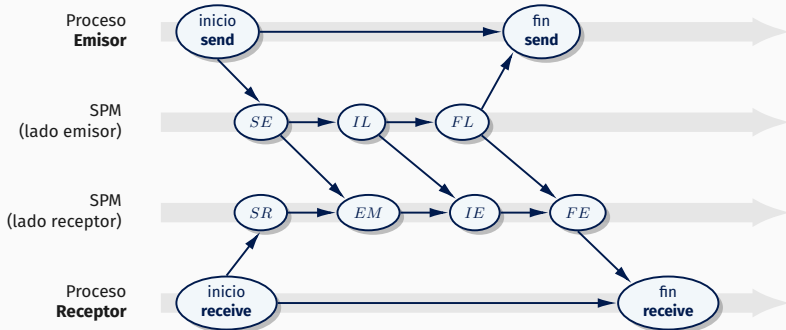 Proceso
Emisor
inicio
send
fin
send
SPM
(lado emisor)
SE
IL
FL
SPM
(lado receptor)
SR
EM
IE
FE
Proceso
Receptor
inicio
receive
fin
receive